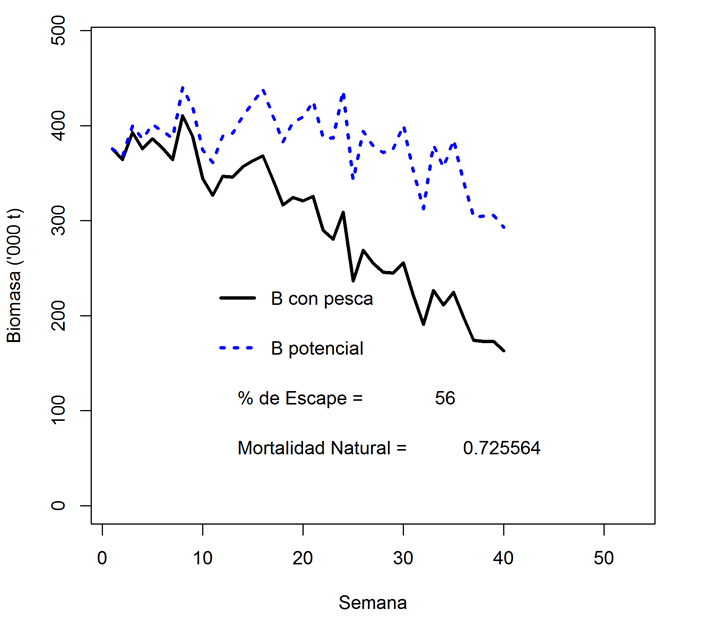 500
400
300
200
100
0
Biomasa ('000 t)
B con pesca
B potencial
% de Escape = 56
Mortalidad Natural = 0.725564
0 10 20 30 40 50
Semana